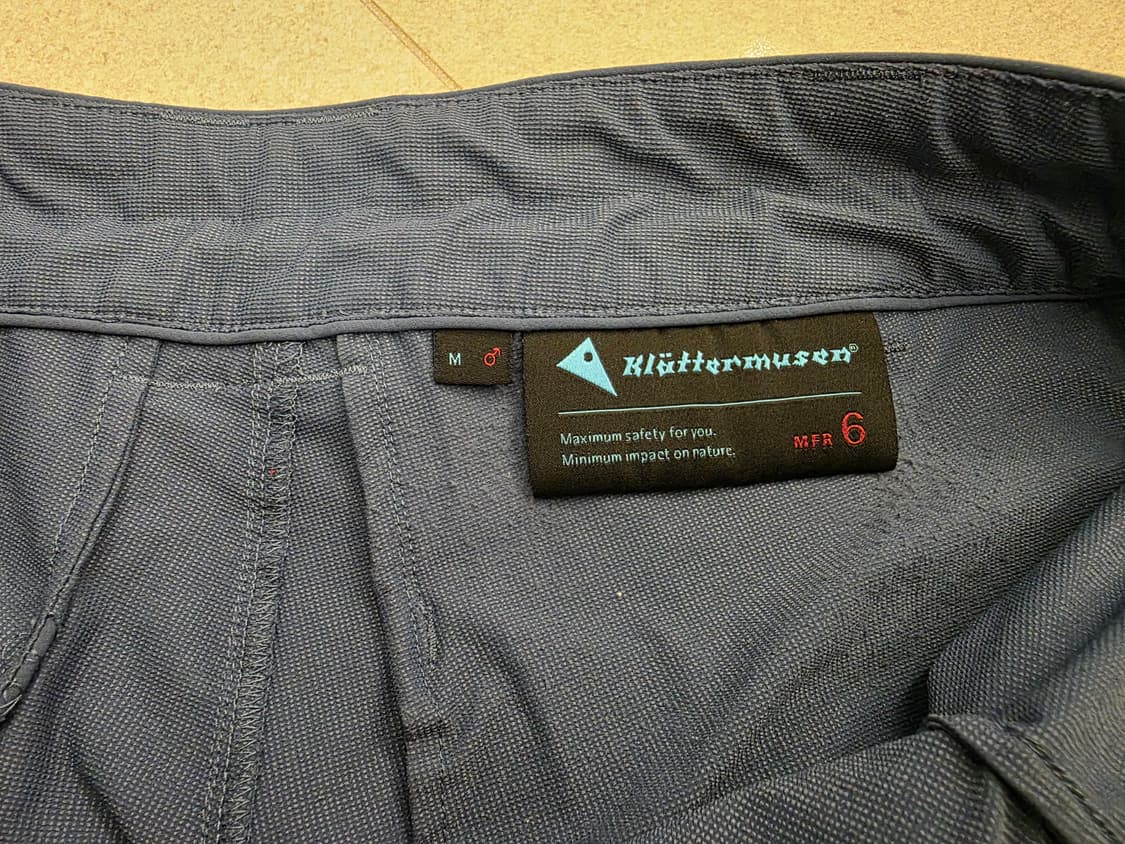 M ♂
Klättermusen®
Maximum safety for you.
Minimum impact on nature.
MFR 6